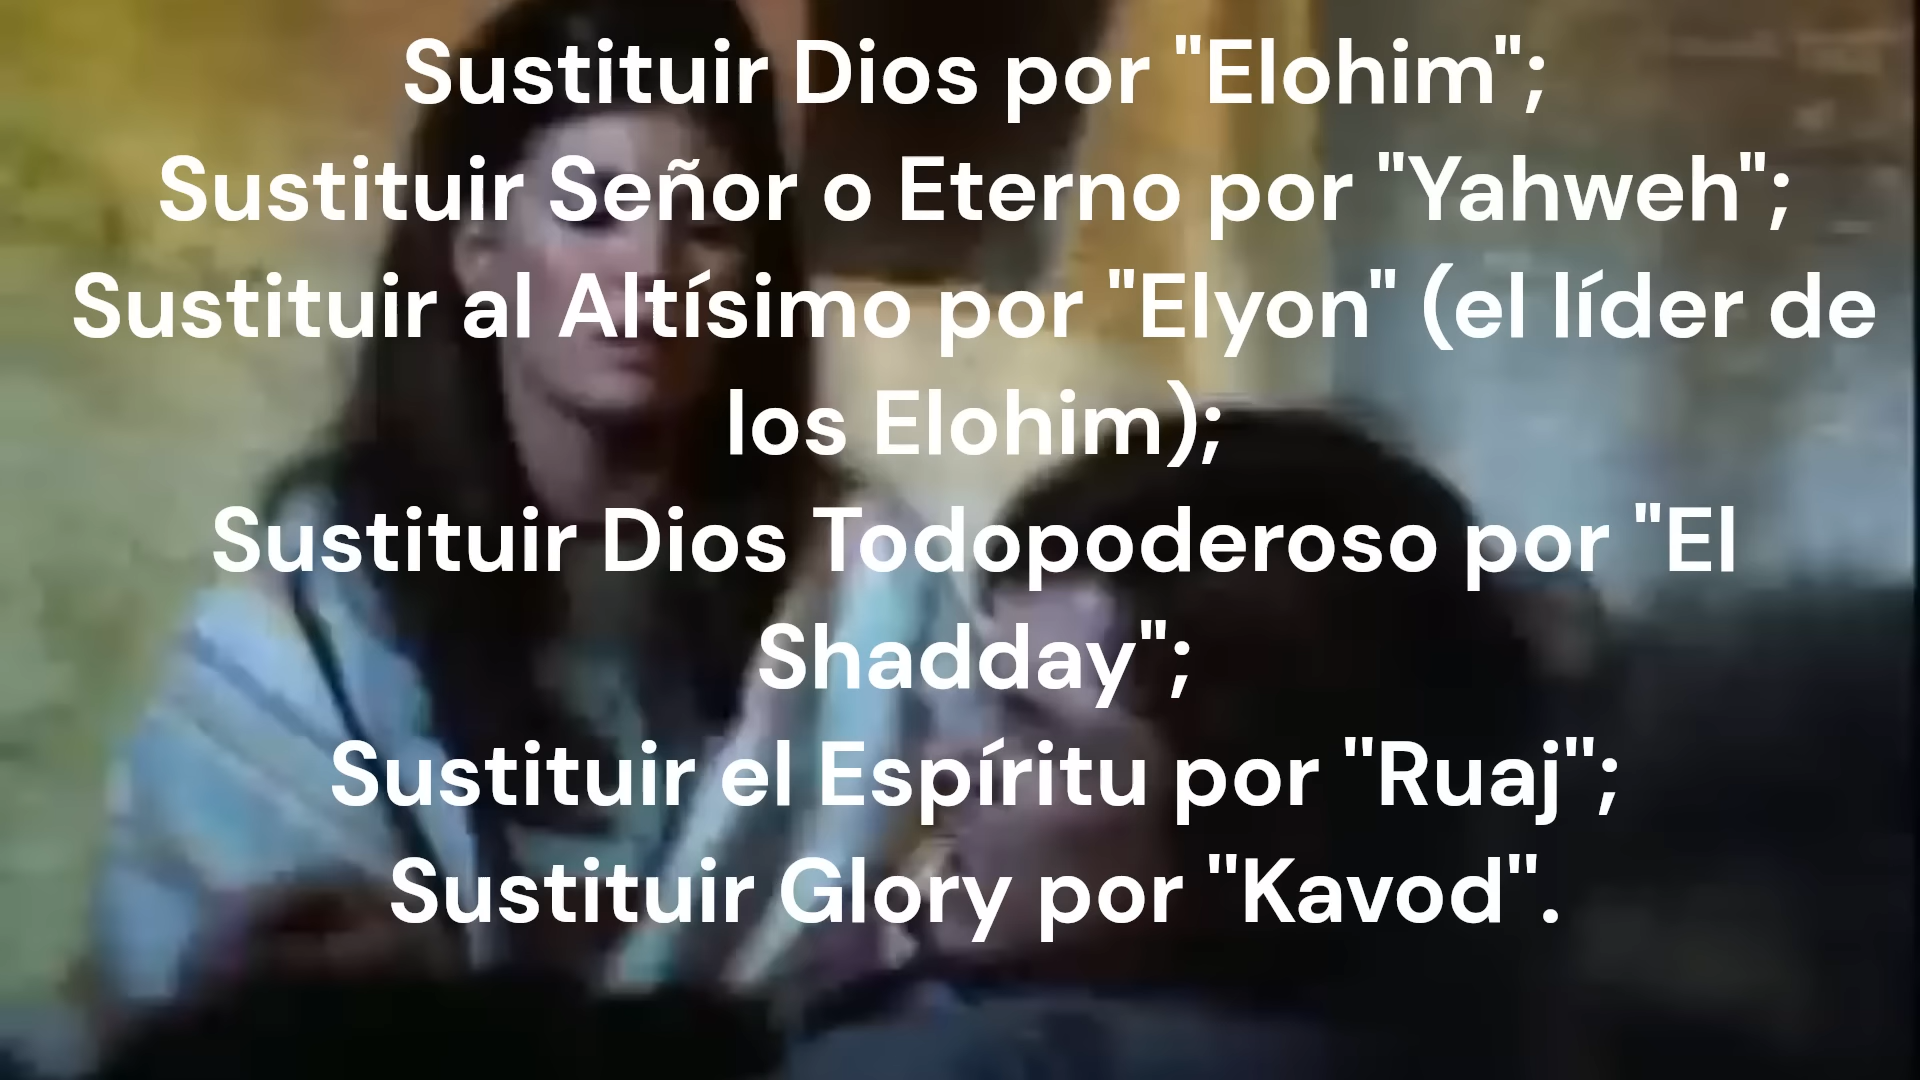 Sustituir Dios por "Elohim";
Sustituir Señor o Eterno por "Yahweh";
Sustituir al Altísimo por "Elyon" (el líder de
los Elohim);
Sustituir Dios Todopoderoso por "El
Shadday";
Sustituir el Espíritu por "Ruaj";
Sustituir Glory por "Kavod".